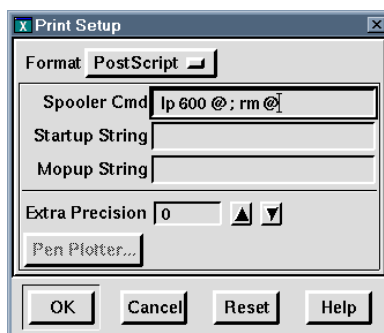 Print Setup
Format PostScript
Spooler Cmd lp 600 @ ; rm @
Startup String
Mopup String
Extra Precision 0
Pen Plotter...
OK Cancel Reset Help